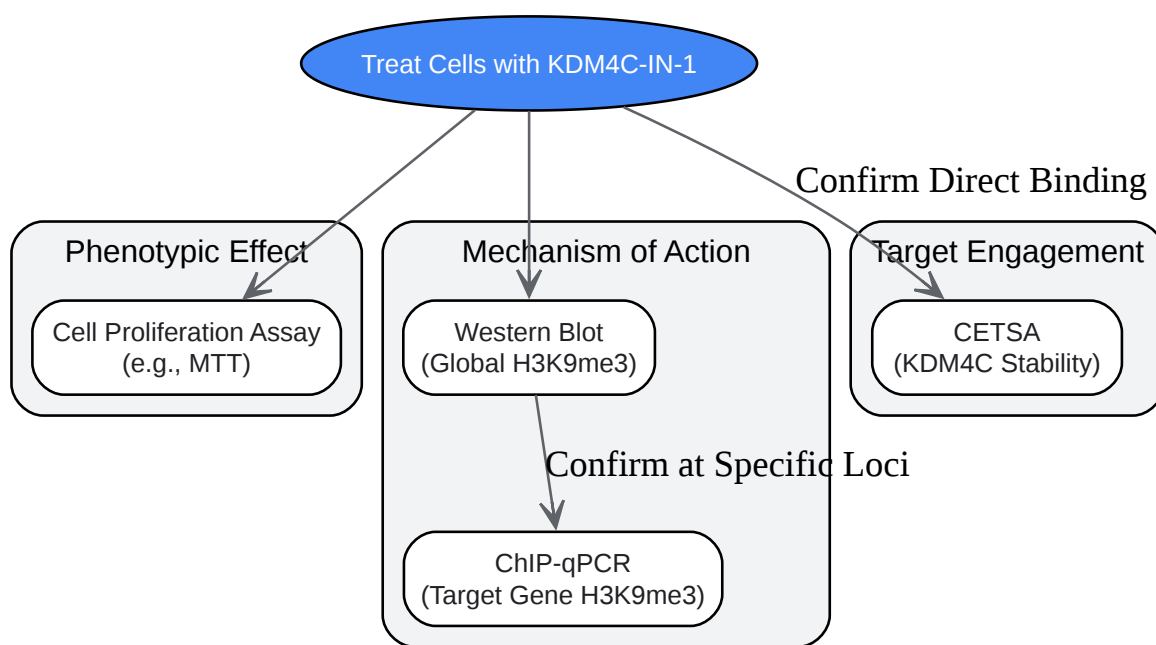 Treat Cells with KDM4C-IN-1
Confirm Direct Binding
Phenotypic Effect
Mechanism of Action
Target Engagement
Cell Proliferation Assay
(e.g., MTT)
Western Blot
(Global H3K9me3)
CETSA
(KDM4C Stability)
Confirm at Specific Loci
ChIP-qPCR
(Target Gene H3K9me3)